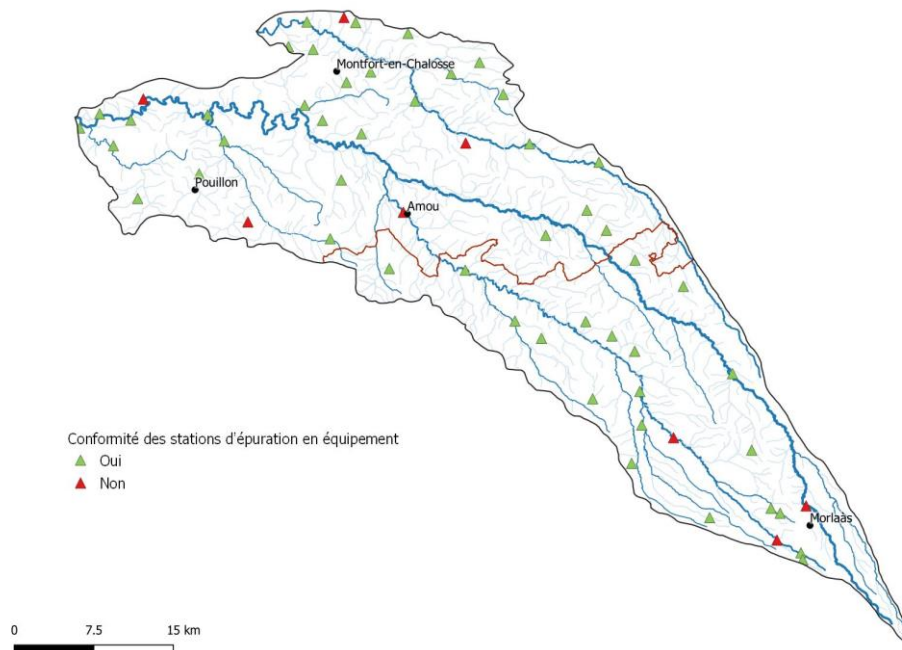 Montfort-en-Chalosse
Pouillon
Amou
Conformité des stations d'épuration en équipement
Oui
Non
Morlaàs
0 7.5 15 km